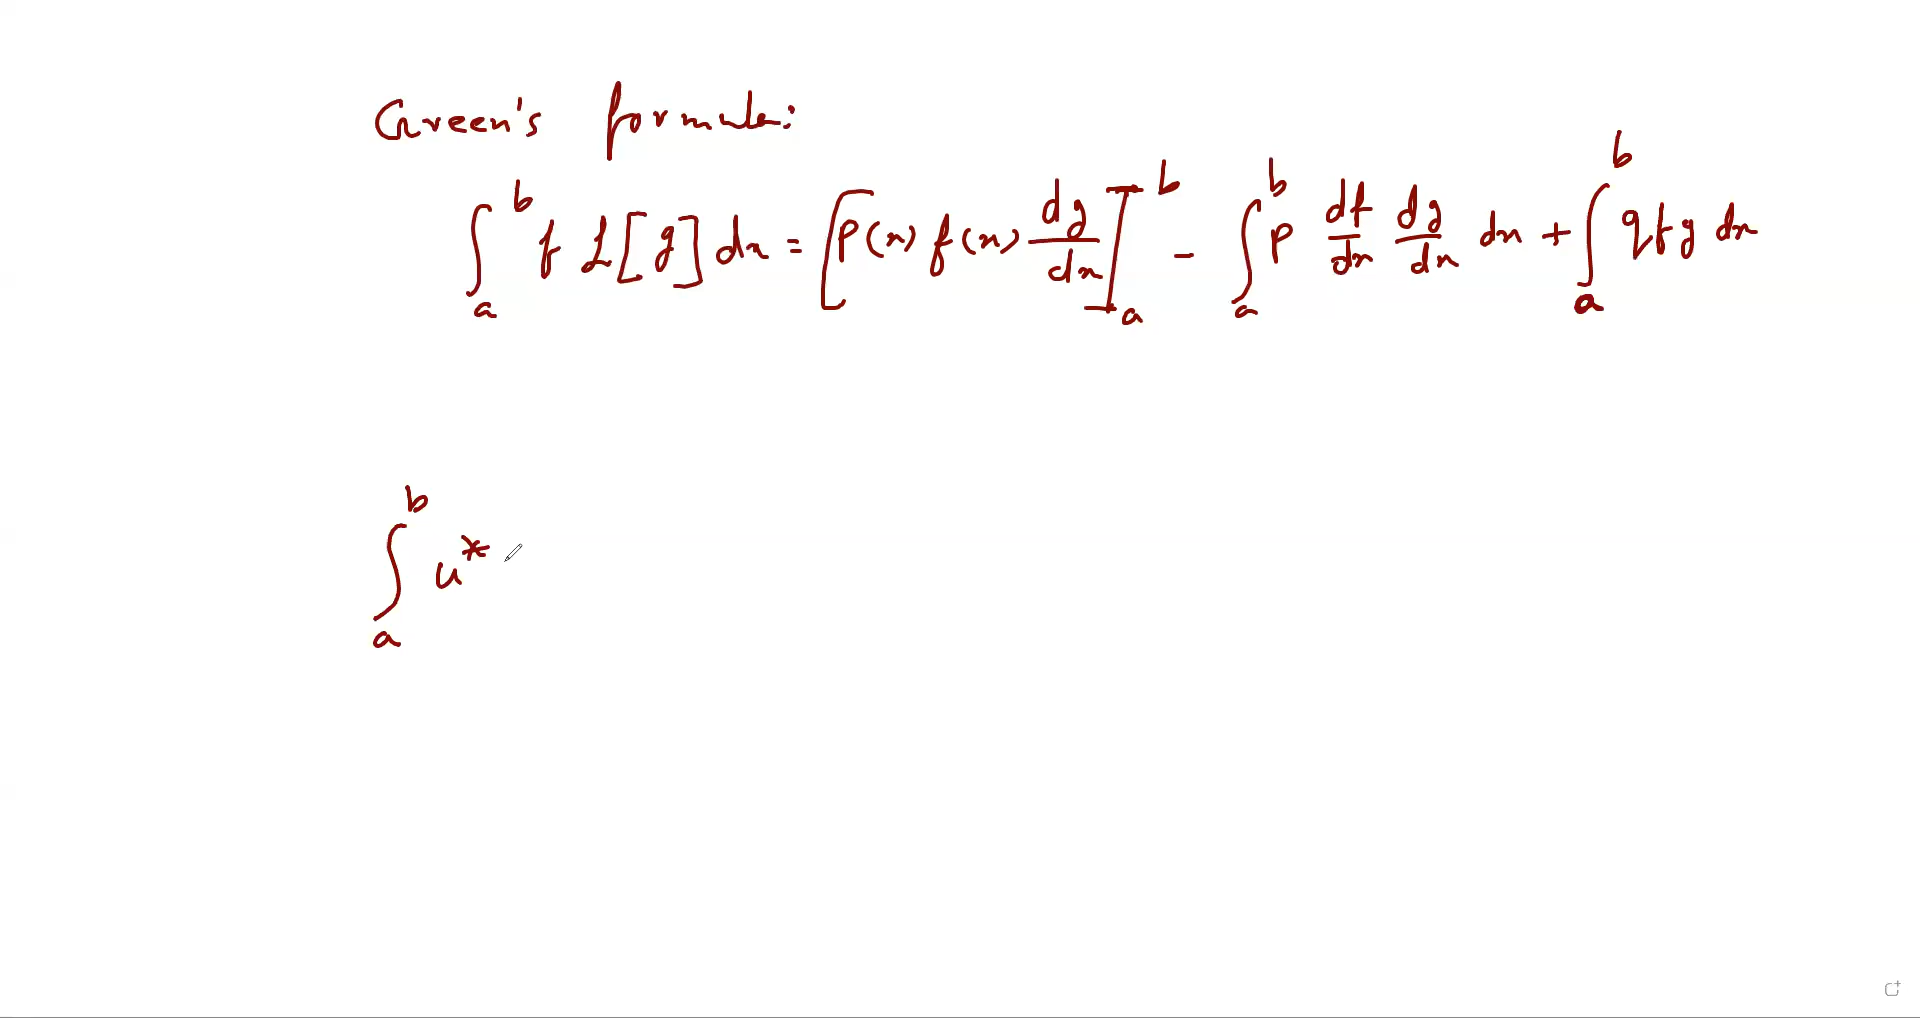 Green's formula:
∫_a^b f L[g] dx = [P(x) f(x) dg/dx]_a^b - ∫_a^b P df/dx dg/dx dx + ∫_a^b q f g dx
∫_a^b u*